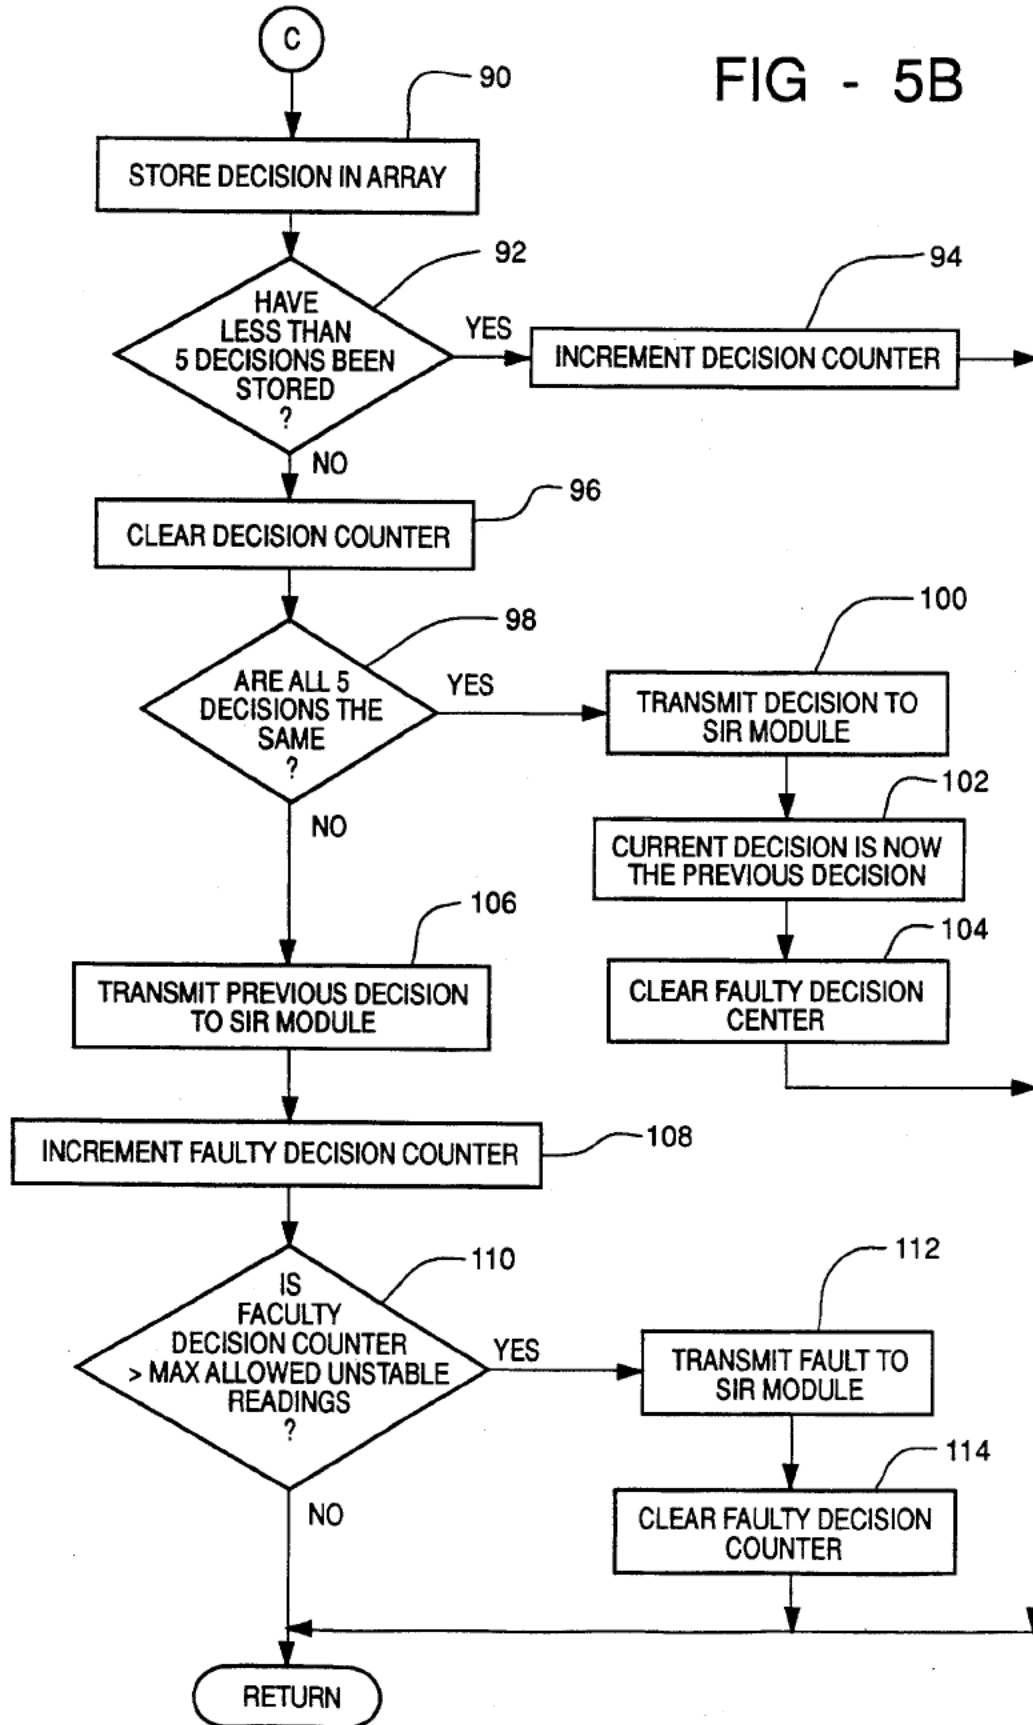 C
FIG - 5B
90
STORE DECISION IN ARRAY
92
94
HAVE
LESS THAN
5 DECISIONS BEEN
STORED
?
YES
INCREMENT DECISION COUNTER
NO
96
CLEAR DECISION COUNTER
98
100
ARE ALL 5
DECISIONS THE
SAME
?
YES
TRANSMIT DECISION TO
SIR MODULE
NO
102
CURRENT DECISION IS NOW
THE PREVIOUS DECISION
104
CLEAR FAULTY DECISION
CENTER
106
TRANSMIT PREVIOUS DECISION
TO SIR MODULE
108
INCREMENT FAULTY DECISION COUNTER
110
IS
FACULTY
DECISION COUNTER
> MAX ALLOWED UNSTABLE
READINGS
?
YES
112
TRANSMIT FAULT TO
SIR MODULE
114
CLEAR FAULTY DECISION
COUNTER
NO
RETURN